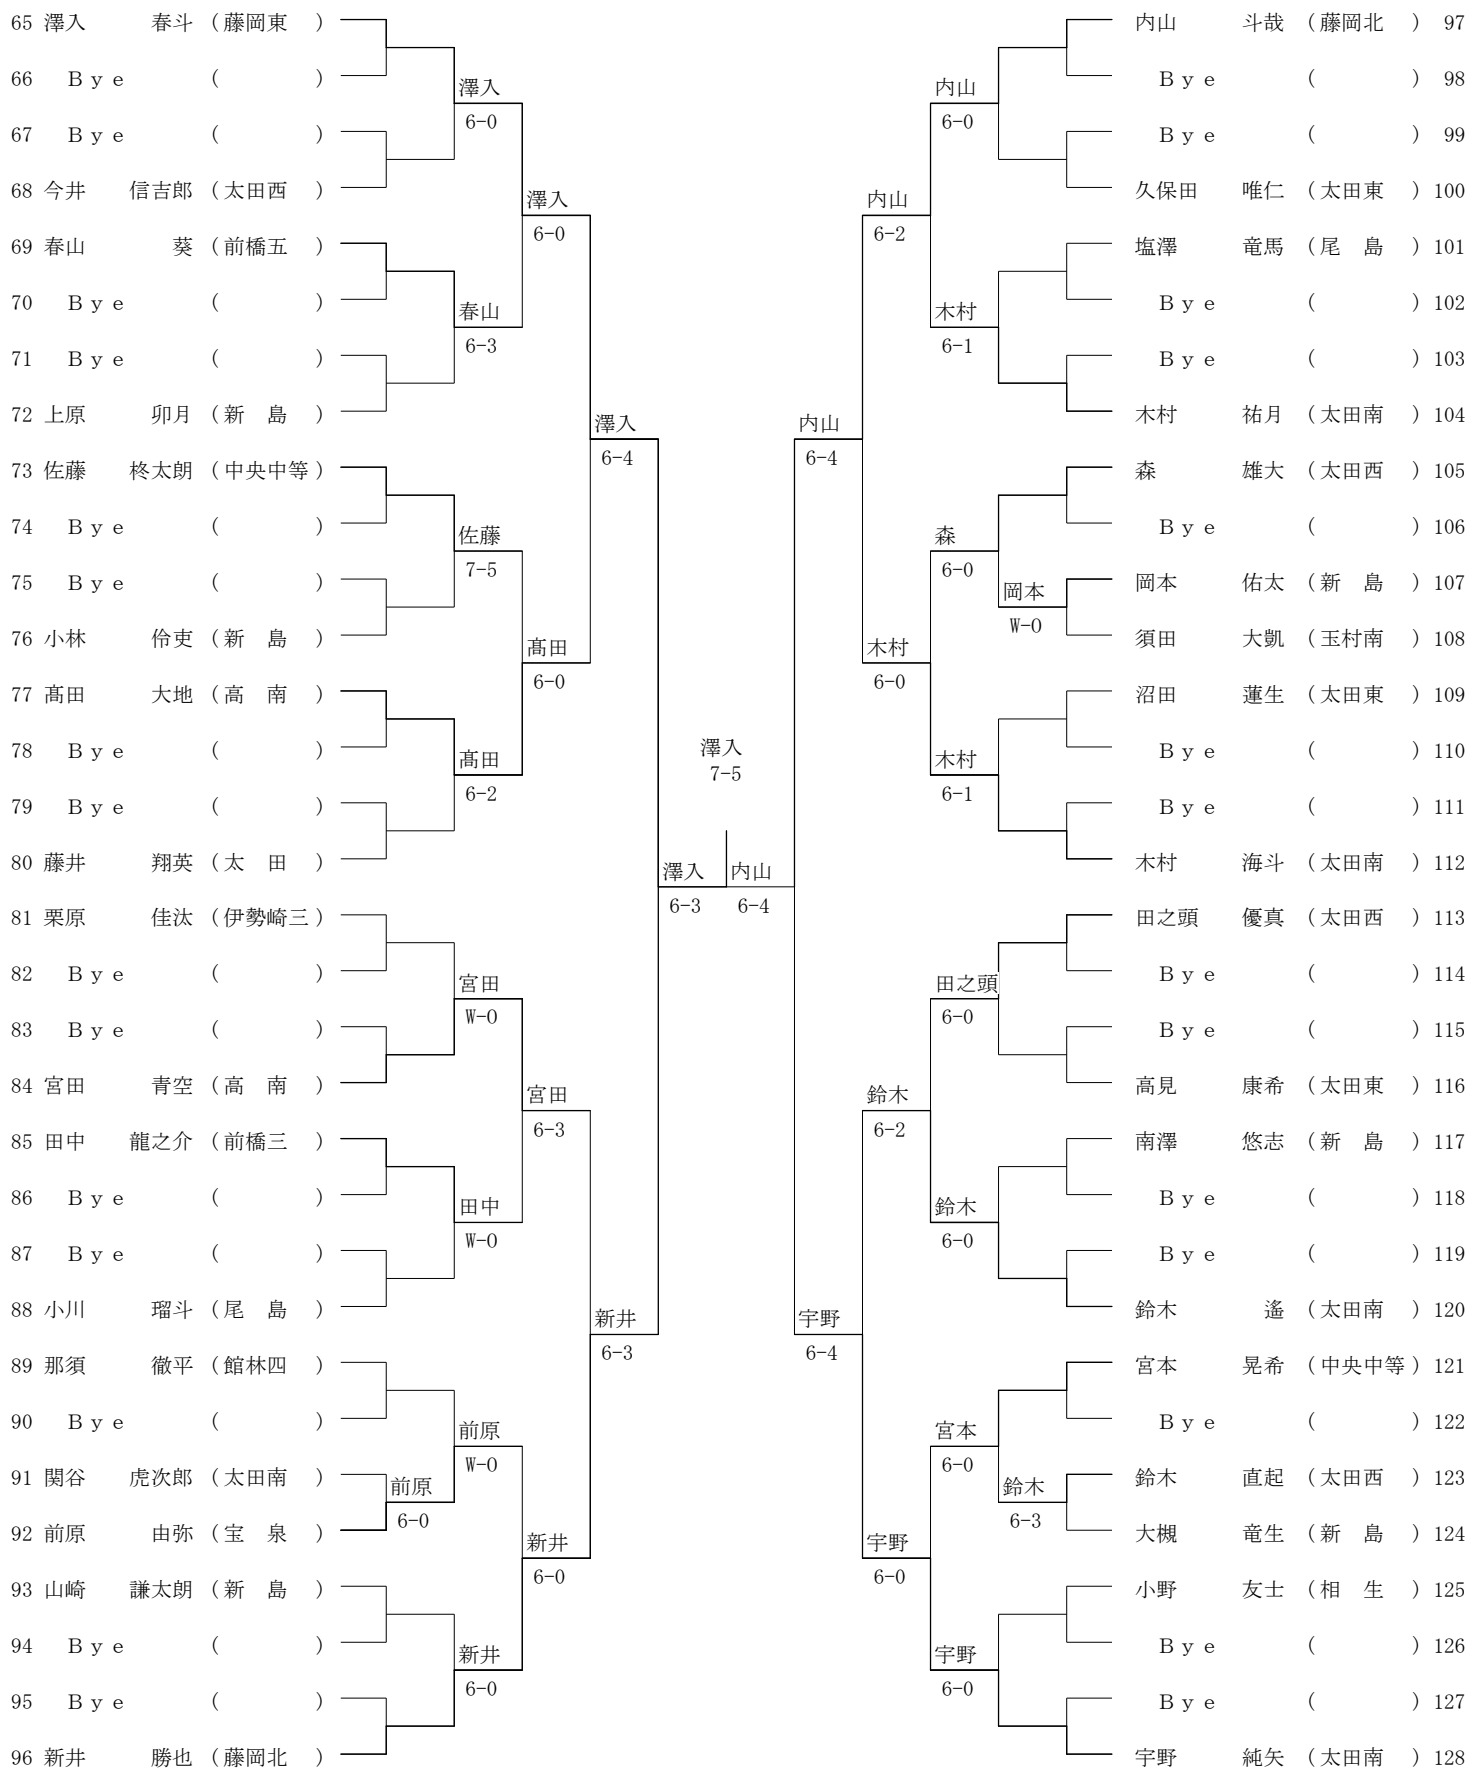 65 澤入 春斗 （藤岡東 ）
66 Ｂｙｅ （ ）
67 Ｂｙｅ （ ）
68 今井 信吉郎 （太田西 ）
69 春山 葵 （前橋五 ）
70 Ｂｙｅ （ ）
71 Ｂｙｅ （ ）
72 上原 卯月 （新 島 ）
73 佐藤 柊太朗 （中央中等）
74 Ｂｙｅ （ ）
75 Ｂｙｅ （ ）
76 小林 伶吏 （新 島 ）
77 髙田 大地 （高 南 ）
78 Ｂｙｅ （ ）
79 Ｂｙｅ （ ）
80 藤井 翔英 （太 田 ）
81 栗原 佳汰 （伊勢崎三）
82 Ｂｙｅ （ ）
83 Ｂｙｅ （ ）
84 宮田 青空 （高 南 ）
85 田中 龍之介 （前橋三 ）
86 Ｂｙｅ （ ）
87 Ｂｙｅ （ ）
88 小川 瑠斗 （尾 島 ）
89 那須 徹平 （館林四 ）
90 Ｂｙｅ （ ）
91 関谷 虎次郎 （太田南 ）
92 前原 由弥 （宝 泉 ）
93 山崎 謙太朗 （新 島 ）
94 Ｂｙｅ （ ）
95 Ｂｙｅ （ ）
96 新井 勝也 （藤岡北 ）
前原
6-0
澤入
6-0
春山
6-3
佐藤
7-5
髙田
6-2
宮田
W-0
田中
W-0
前原
W-0
新井
6-0
澤入
6-0
髙田
6-0
宮田
6-3
新井
6-0
澤入
6-4
新井
6-3
澤入
6-3
澤入
7-5
内山
6-4
内山
6-4
宇野
6-4
内山
6-2
木村
6-0
鈴木
6-2
宇野
6-0
内山
6-0
木村
6-1
森
6-0
木村
6-1
田之頭
6-0
鈴木
6-0
宮本
6-0
宇野
6-0
岡本
W-0
鈴木
6-3
内山 斗哉 （藤岡北 ） 97
Ｂｙｅ （ ） 98
Ｂｙｅ （ ） 99
久保田 唯仁 （太田東 ） 100
塩澤 竜馬 （尾 島 ） 101
Ｂｙｅ （ ） 102
Ｂｙｅ （ ） 103
木村 祐月 （太田南 ） 104
森 雄大 （太田西 ） 105
Ｂｙｅ （ ） 106
岡本 佑太 （新 島 ） 107
須田 大凱 （玉村南 ） 108
沼田 蓮生 （太田東 ） 109
Ｂｙｅ （ ） 110
Ｂｙｅ （ ） 111
木村 海斗 （太田南 ） 112
田之頭 優真 （太田西 ） 113
Ｂｙｅ （ ） 114
Ｂｙｅ （ ） 115
高見 康希 （太田東 ） 116
南澤 悠志 （新 島 ） 117
Ｂｙｅ （ ） 118
Ｂｙｅ （ ） 119
鈴木 遙 （太田南 ） 120
宮本 晃希 （中央中等） 121
Ｂｙｅ （ ） 122
鈴木 直起 （太田西 ） 123
大槻 竜生 （新 島 ） 124
小野 友士 （相 生 ） 125
Ｂｙｅ （ ） 126
Ｂｙｅ （ ） 127
宇野 純矢 （太田南 ） 128